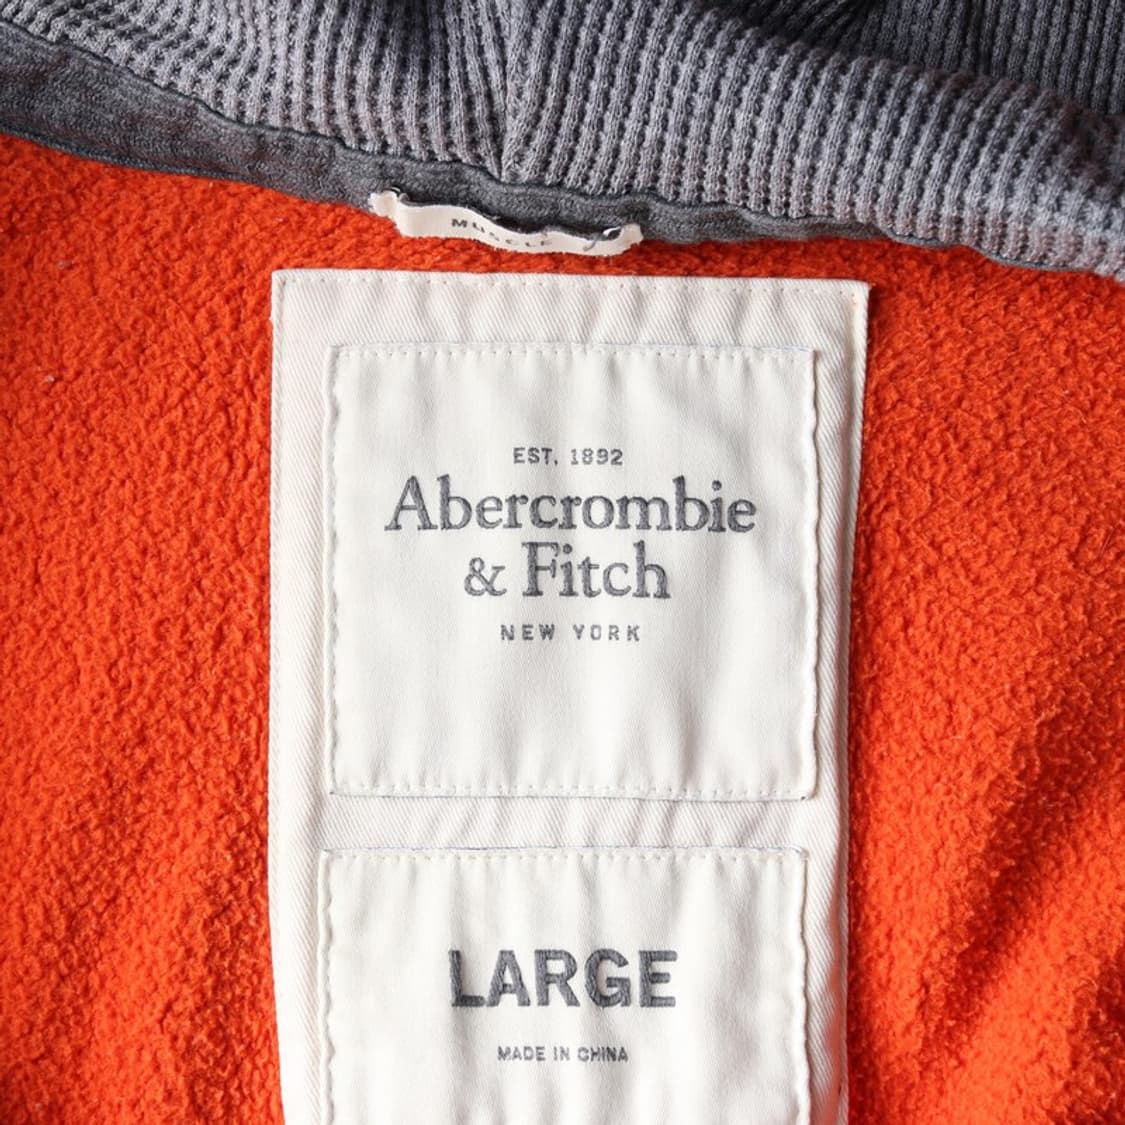 MUSCLE
EST. 1892
Abercrombie
& Fitch
NEW YORK
LARGE
MADE IN CHINA